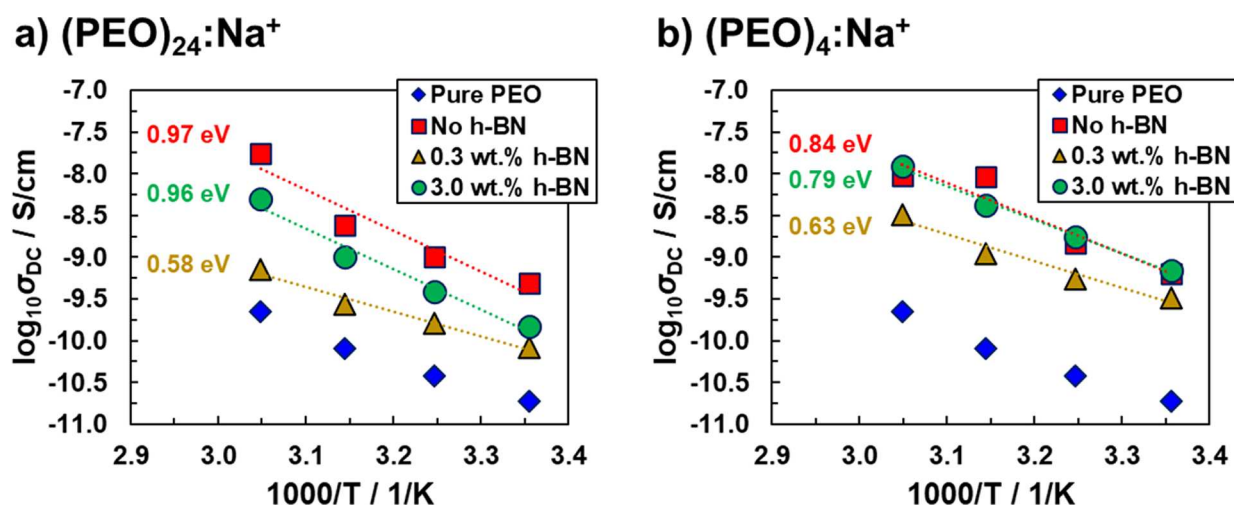 a) (PEO)₂₄:Na⁺
log₁₀σ_DC / S/cm
-7.0
-7.5
-8.0
-8.5
-9.0
-9.5
-10.0
-10.5
-11.0
0.97 eV
0.96 eV
0.58 eV
Pure PEO
No h-BN
0.3 wt.% h-BN
3.0 wt.% h-BN
2.9 3.0 3.1 3.2 3.3 3.4
1000/T / 1/K
b) (PEO)₄:Na⁺
log₁₀σ_DC / S/cm
-7.0
-7.5
-8.0
-8.5
-9.0
-9.5
-10.0
-10.5
-11.0
0.84 eV
0.79 eV
0.63 eV
Pure PEO
No h-BN
0.3 wt.% h-BN
3.0 wt.% h-BN
2.9 3.0 3.1 3.2 3.3 3.4
1000/T / 1/K